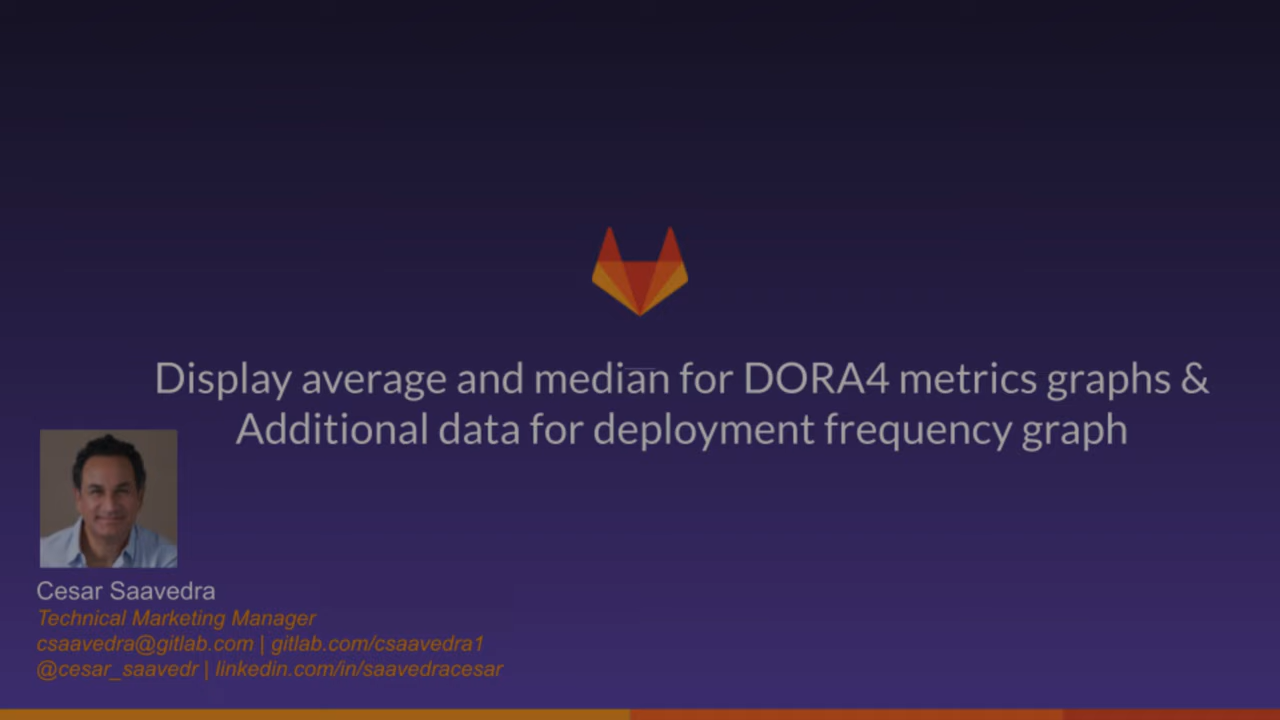 Display average and median for DORA4 metrics graphs &
Additional data for deployment frequency graph
Cesar Saavedra
Technical Marketing Manager
csaavedra@gitlab.com | gitlab.com/csaavedra1
@cesar_saavedr | linkedin.com/in/saavedracesar